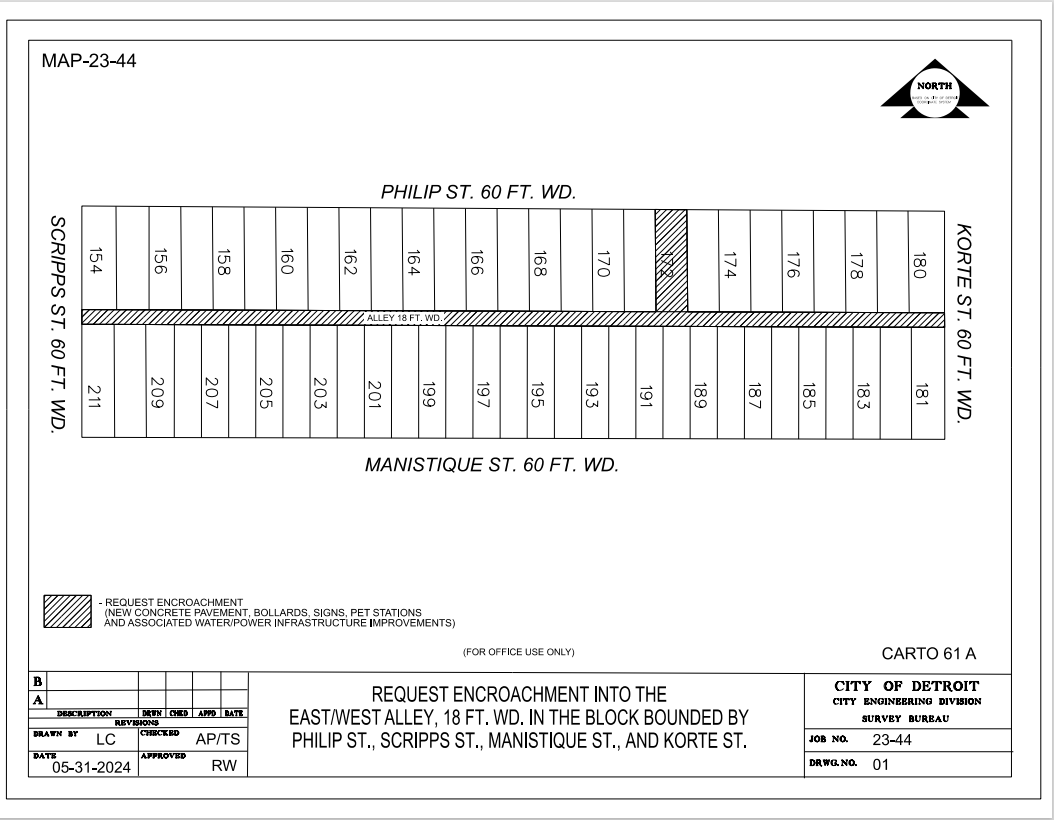 MAP-23-44
NORTH
PHILIP ST. 60 FT. WD.
SCRIPPS ST. 60 FT. WD.
KORTE ST. 60 FT. WD.
154 156 158 160 162 164 166 168 170 172 174 176 178 180
ALLEY 18 FT. WD.
211 209 207 205 203 201 199 197 195 193 191 189 187 185 183 181
MANISTIQUE ST. 60 FT. WD.
- REQUEST ENCROACHMENT
(NEW CONCRETE PAVEMENT, BOLLARDS, SIGNS, PET STATIONS
AND ASSOCIATED WATER/POWER INFRASTRUCTURE IMPROVEMENTS)
(FOR OFFICE USE ONLY)
CARTO 61 A
B
A
DESCRIPTION DRWN CHKD APPD DATE
REVISIONS
DRAWN BY LC
CHECKED AP/TS
DATE 05-31-2024
APPROVED RW
REQUEST ENCROACHMENT INTO THE
EAST/WEST ALLEY, 18 FT. WD. IN THE BLOCK BOUNDED BY
PHILIP ST., SCRIPPS ST., MANISTIQUE ST., AND KORTE ST.
CITY OF DETROIT
CITY ENGINEERING DIVISION
SURVEY BUREAU
JOB NO. 23-44
DRWG. NO. 01